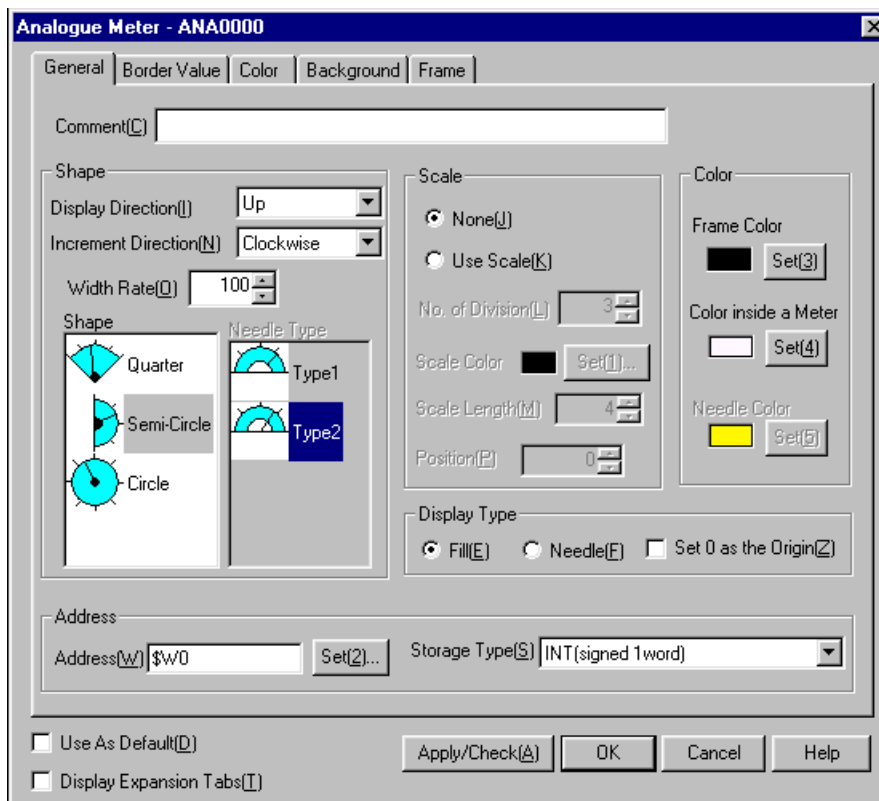 Analogue Meter - ANA0000
General Border Value Color Background Frame
Comment(C)
Shape
Display Direction(I) Up
Increment Direction(N) Clockwise
Width Rate(O) 100
Shape
Quarter
Semi-Circle
Circle
Needle Type
Type1
Type2
Scale
None(J)
Use Scale(K)
No. of Division(L) 3
Scale Color Set(1)...
Scale Length(M) 4
Position(P) 0
Color
Frame Color
Set(3)
Color inside a Meter
Set(4)
Needle Color
Set(5)
Display Type
Fill(E) Needle(F) Set 0 as the Origin(Z)
Address
Address(W) $W0 Set(2)... Storage Type(S) INT(signed 1word)
Use As Default(D)
Display Expansion Tabs(T)
Apply/Check(A) OK Cancel Help